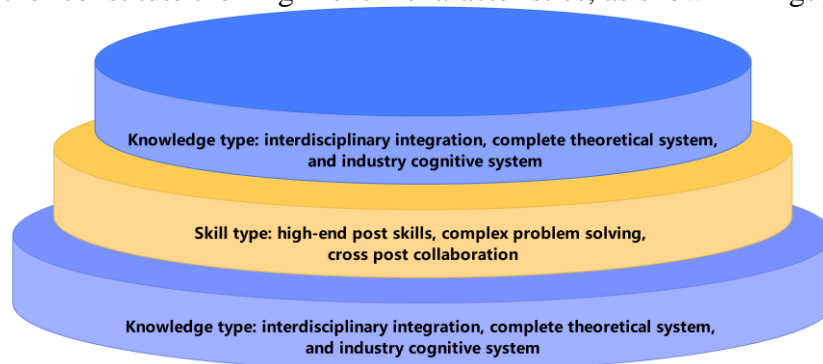 Knowledge type: interdisciplinary integration, complete theoretical system,
and industry cognitive system
Skill type: high-end post skills, complex problem solving,
cross post collaboration
Knowledge type: interdisciplinary integration, complete theoretical system,
and industry cognitive system